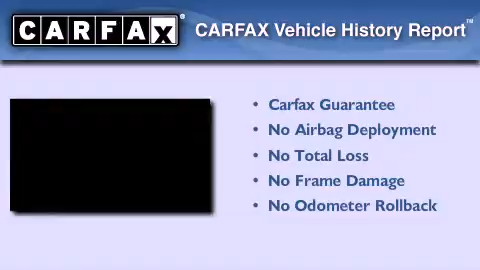 CARFAX® CARFAX Vehicle History Report™
• Carfax Guarantee
• No Airbag Deployment
• No Total Loss
• No Frame Damage
• No Odometer Rollback